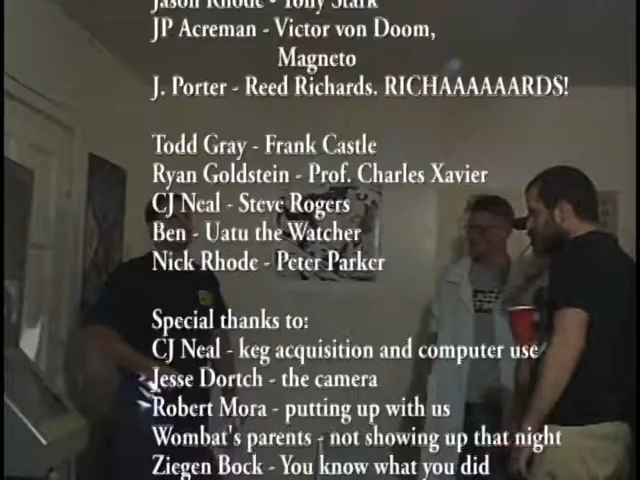 Jason Rhode - Tony Stark
JP Acreman - Victor von Doom,
Magneto
J. Porter - Reed Richards. RICHAAAAAARDS!
Todd Gray - Frank Castle
Ryan Goldstein - Prof. Charles Xavier
CJ Neal - Steve Rogers
Ben - Uatu the Watcher
Nick Rhode - Peter Parker
Special thanks to:
CJ Neal - keg acquisition and computer use
Jesse Dortch - the camera
Robert Mora - putting up with us
Wombat's parents - not showing up that night
Ziegen Bock - You know what you did